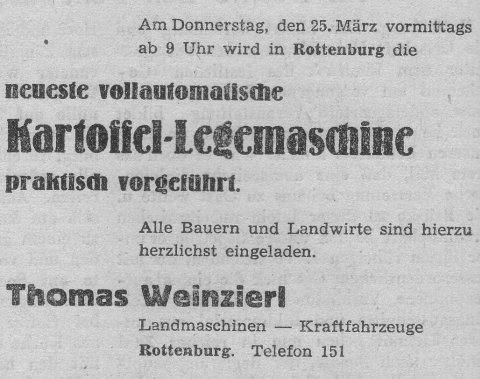 Am Donnerstag, den 25. März vormittags
ab 9 Uhr wird in Rottenburg die
neueste vollautomatische
Kartoffel-Legemaschine
praktisch vorgeführt.
Alle Bauern und Landwirte sind hierzu
herzlichst eingeladen.
Thomas Weinzierl
Landmaschinen — Kraftfahrzeuge
Rottenburg. Telefon 151